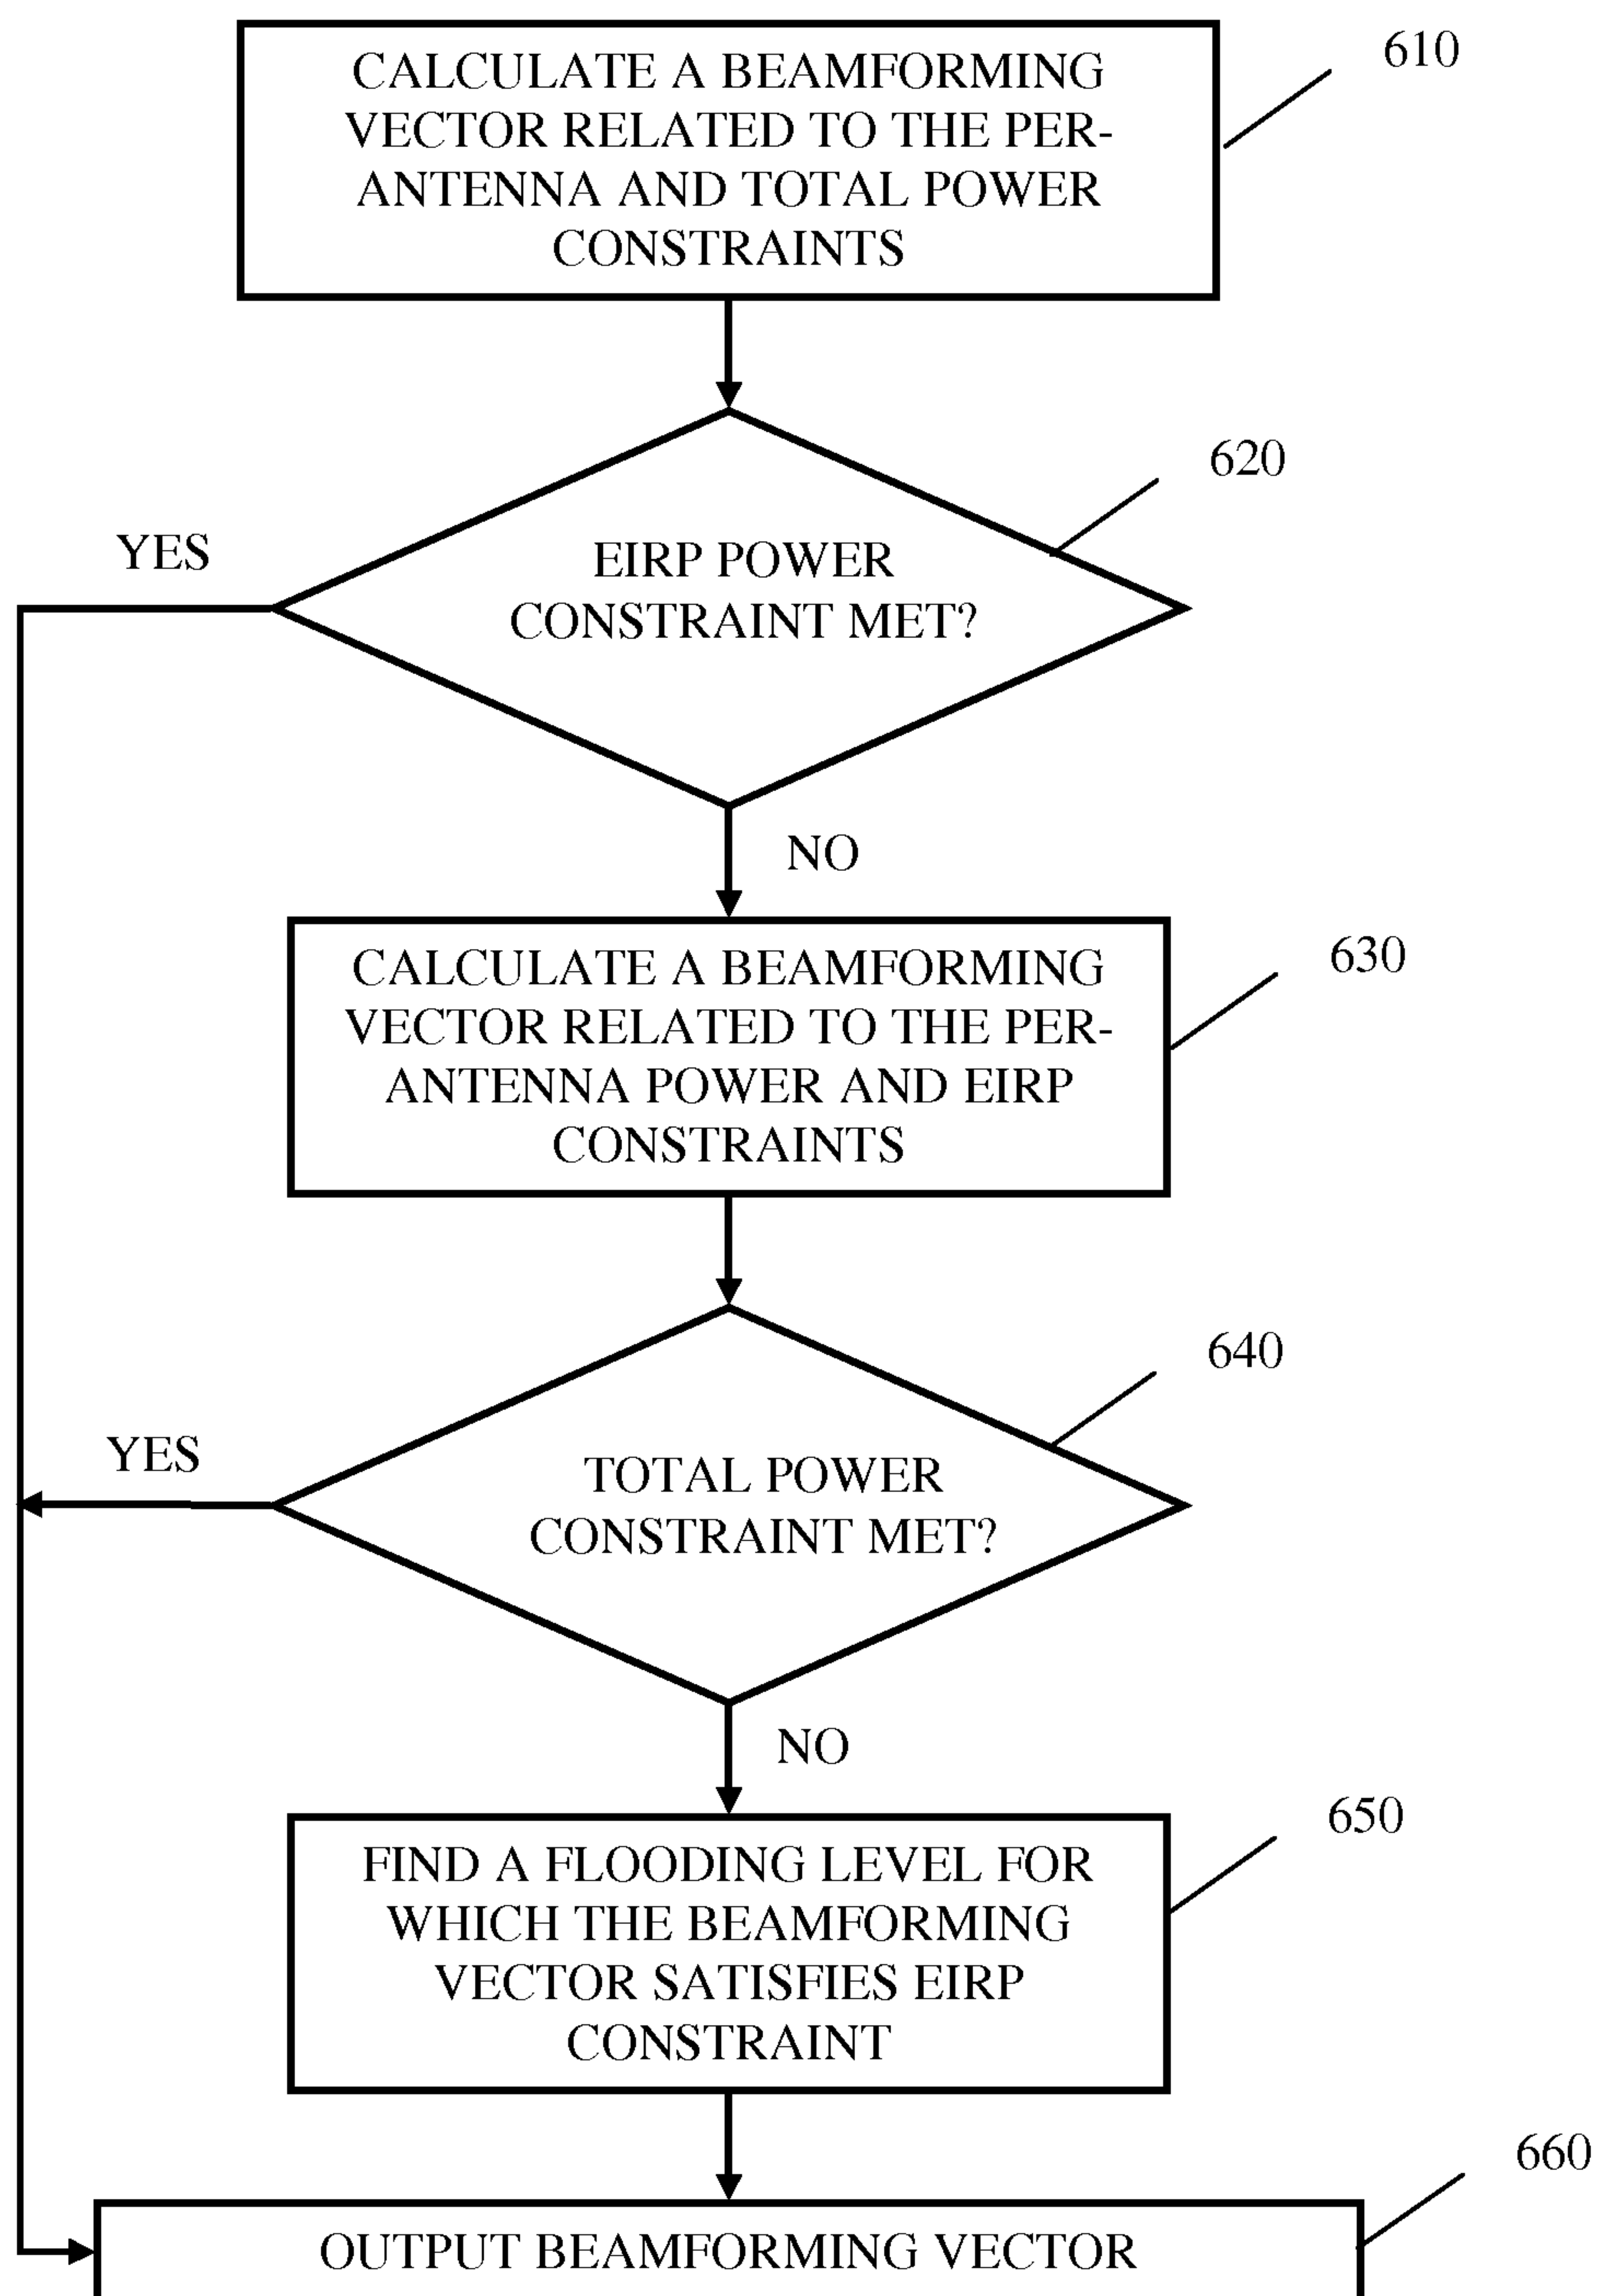 CALCULATE A BEAMFORMING
VECTOR RELATED TO THE PER-
ANTENNA AND TOTAL POWER
CONSTRAINTS
610
620
YES
EIRP POWER
CONSTRAINT MET?
NO
CALCULATE A BEAMFORMING
VECTOR RELATED TO THE PER-
ANTENNA POWER AND EIRP
CONSTRAINTS
630
640
YES
TOTAL POWER
CONSTRAINT MET?
NO
FIND A FLOODING LEVEL FOR
WHICH THE BEAMFORMING
VECTOR SATISFIES EIRP
CONSTRAINT
650
660
OUTPUT BEAMFORMING VECTOR